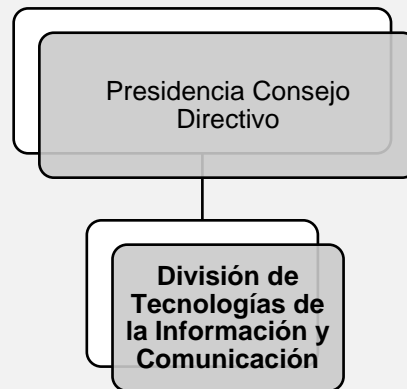 Presidencia Consejo
Directivo
División de
Tecnologías de
la Información y
Comunicación